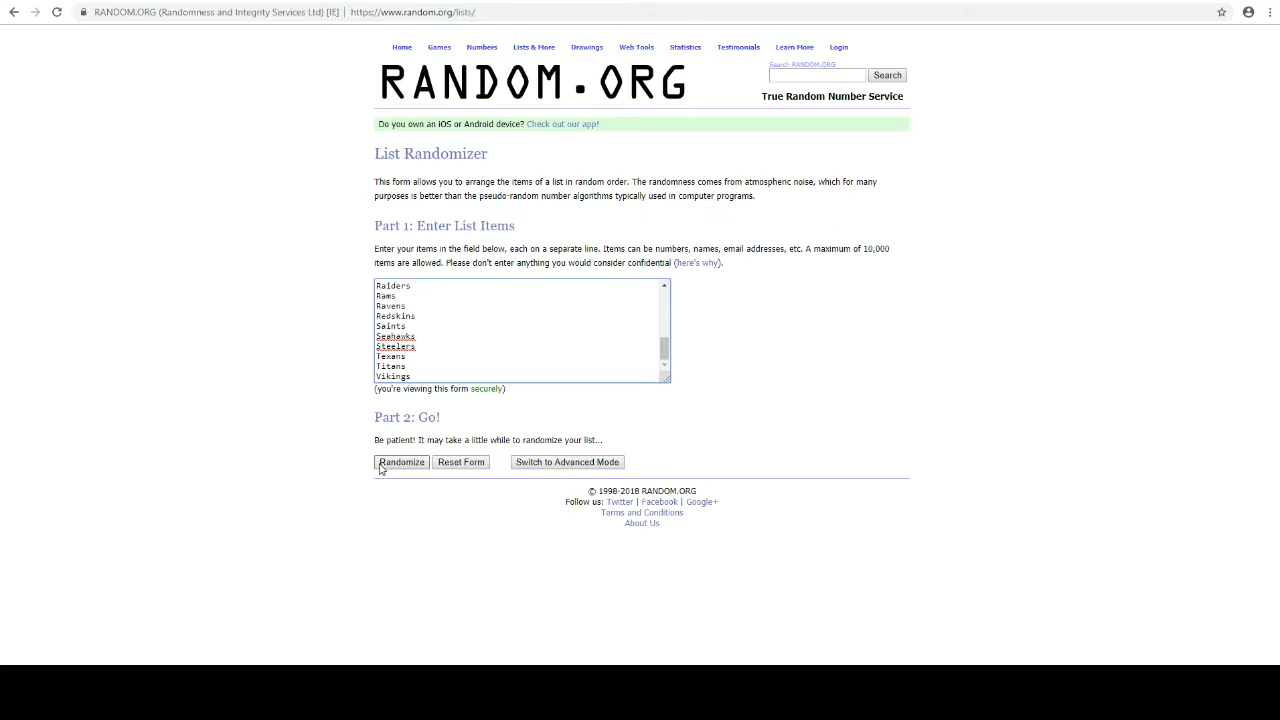 RANDOM.ORG (Randomness and Integrity Services Ltd) [IE] | https://www.random.org/lists/
Home Games Numbers Lists & More Drawings Web Tools Statistics Testimonials Learn More Login
RANDOM.ORG
Search RANDOM.ORG
Search
True Random Number Service
Do you own an iOS or Android device? Check out our app!
List Randomizer
This form allows you to arrange the items of a list in random order. The randomness comes from atmospheric noise, which for many
purposes is better than the pseudo-random number algorithms typically used in computer programs.
Part 1: Enter List Items
Enter your items in the field below, each on a separate line. Items can be numbers, names, email addresses, etc. A maximum of 10,000
items are allowed. Please don't enter anything you would consider confidential (here's why).
Raiders
Rams
Ravens
Redskins
Saints
Seahawks
Steelers
Texans
Titans
Vikings
(you're viewing this form securely)
Part 2: Go!
Be patient! It may take a little while to randomize your list...
Randomize Reset Form Switch to Advanced Mode
© 1998-2018 RANDOM.ORG
Follow us: Twitter | Facebook | Google+
Terms and Conditions
About Us